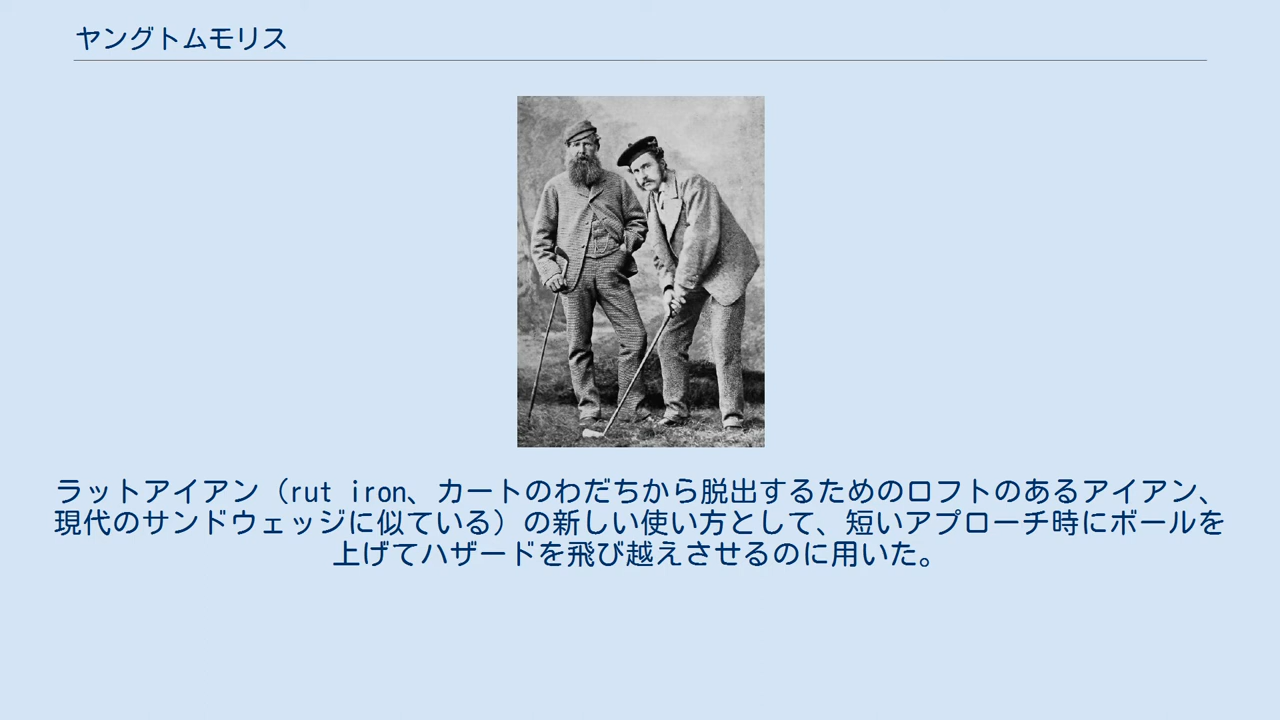 ヤングトムモリス
ラットアイアン（rut iron、カートのわだちから脱出するためのロフトのあるアイアン、
現代のサンドウェッジに似ている）の新しい使い方として、短いアプローチ時にボールを
上げてハザードを飛び越えさせるのに用いた。